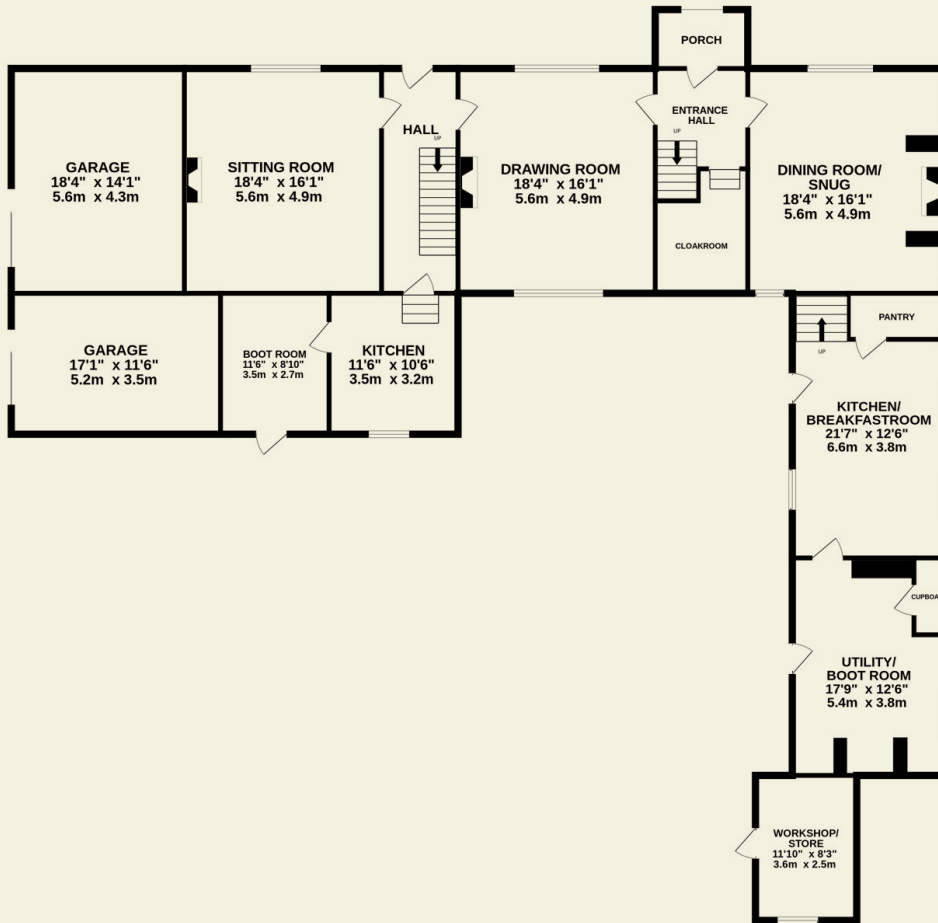 PORCH
ENTRANCE
HALL
UP
HALL
UP
GARAGE
18'4" x 14'1"
5.6m x 4.3m
SITTING ROOM
18'4" x 16'1"
5.6m x 4.9m
DRAWING ROOM
18'4" x 16'1"
5.6m x 4.9m
DINING ROOM/
SNUG
18'4" x 16'1"
5.6m x 4.9m
CLOAKROOM
GARAGE
17'1" x 11'6"
5.2m x 3.5m
BOOT ROOM
11'6" x 8'10"
3.5m x 2.7m
KITCHEN
11'6" x 10'6"
3.5m x 3.2m
PANTRY
UP
KITCHEN/
BREAKFASTROOM
21'7" x 12'6"
6.6m x 3.8m
CUPBOA
UTILITY/
BOOT ROOM
17'9" x 12'6"
5.4m x 3.8m
WORKSHOP/
STORE
11'10" x 8'3"
3.6m x 2.5m